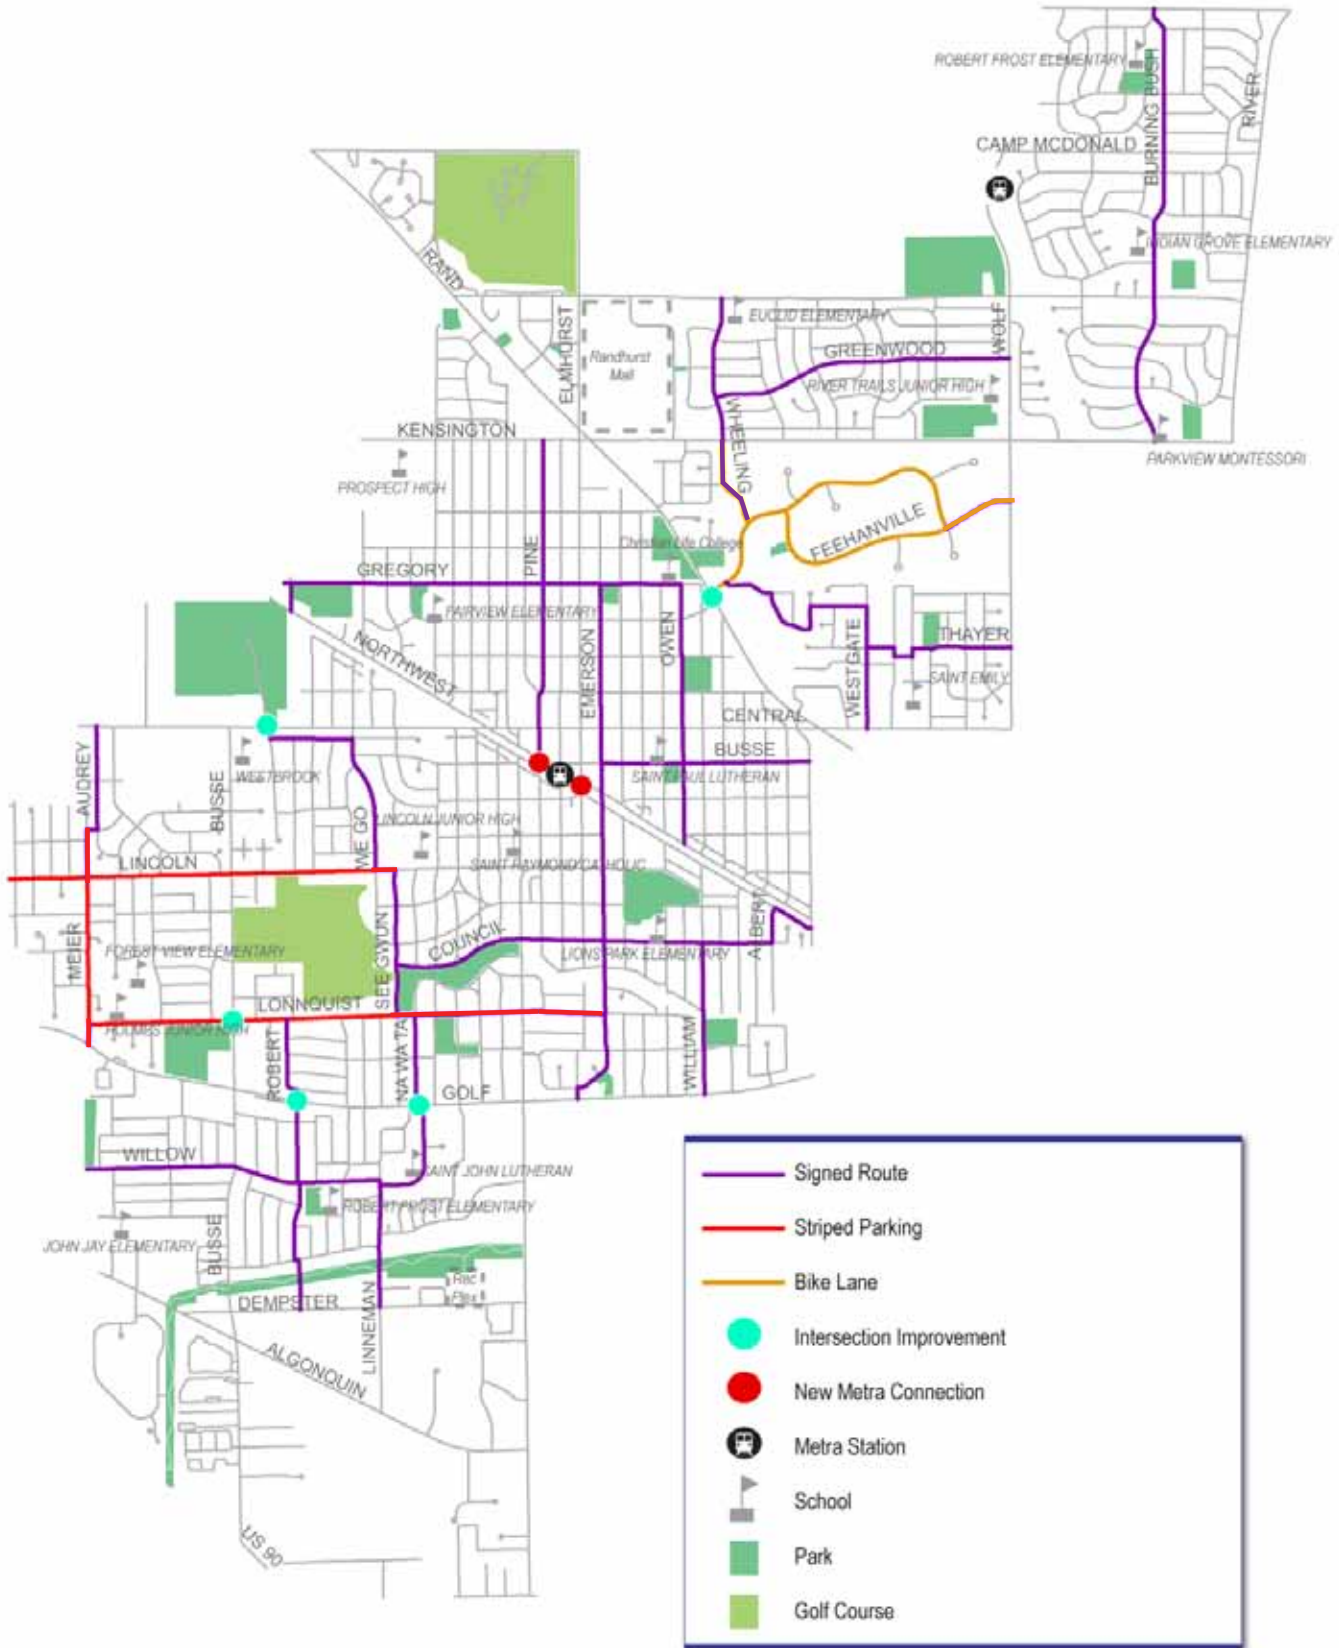 ROBERT FROST ELEMENTARY
BURNING BUSH
RIVER
CAMP MCDONALD
INDIAN GROVE ELEMENTARY
RAND
ELMHURST
EUCLID ELEMENTARY
WOLF
GREENWOOD
Randhurst
Mall
RIVER TRAILS JUNIOR HIGH
WHEELING
KENSINGTON
PARKVIEW MONTESSORI
PROSPECT HIGH
FEEHANVILLE
Christian Life College
PINE
GREGORY
FAIRVIEW ELEMENTARY
OWEN
THAYER
NORTHWEST
EMERSON
WESTGATE
SAINT EMILY
CENTRAL
BUSSE
AUDREY
WESTBROOK
SAINT PAUL LUTHERAN
BUSSE
WE GO
LINCOLN JUNIOR HIGH
LINCOLN
SAINT RAYMOND CATHOLIC
ALBERT
MEIER
FOREST VIEW ELEMENTARY
SEE GWUN
COUNCIL
LIONS PARK ELEMENTARY
LONNQUIST
HOLMES JUNIOR HIGH
ROBERT
NA WA TA
WILLIAM
GOLF
WILLOW
SAINT JOHN LUTHERAN
ROBERT FROST ELEMENTARY
JOHN JAY ELEMENTARY
BUSSE
Rec
Plex
DEMPSTER
LINNEMAN
ALGONQUIN
US 90
Signed Route
Striped Parking
Bike Lane
Intersection Improvement
New Metra Connection
Metra Station
School
Park
Golf Course